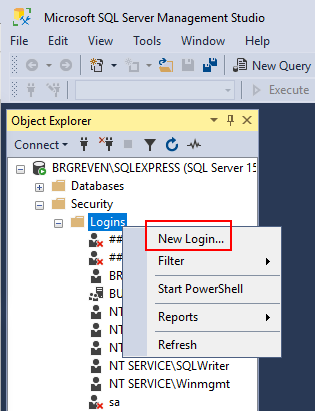 Microsoft SQL Server Management Studio
File Edit View Project Tools Window
New Query
Execute
Object Explorer
Connect
BRGREVEN\SQLEXPRESS (SQL Server 15
Databases
Security
Logins
##
##
BR
BU
NT
NT
NT
NT SERVICE\SQLWriter
NT SERVICE\Winmgmt
sa
New Login...
Filter
Start PowerShell
Reports
Refresh